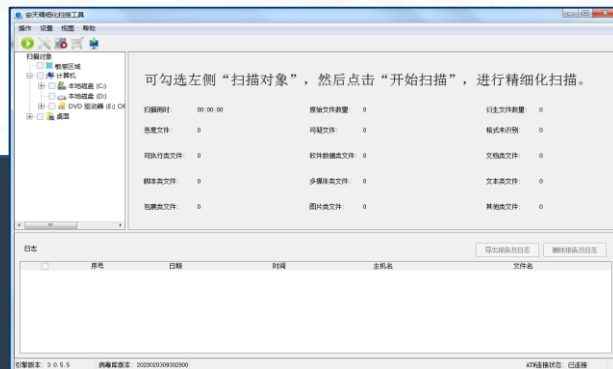 安天精细化扫描工具
操作 设置 视图 帮助
扫描对象
敏感区域
计算机
本地磁盘 (C:)
本地磁盘 (D:)
DVD 驱动器 (E:) Of
桌面
可勾选左侧“扫描对象”，然后点击“开始扫描”，进行精细化扫描。
扫描用时: 00:00:00 原始文件数量: 0 衍生文件数量: 0
恶意文件: 0 可疑文件: 0 格式未识别: 0
可执行类文件: 0 软件数据类文件: 0 文档类文件: 0
脚本类文件: 0 多媒体类文件: 0 文本类文件: 0
包裹类文件: 0 图片类文件: 0 其他类文件: 0
日志 导出报表及日志 删除报表及日志
序号 日期 时间 主机名 文件名
引擎版本: 3.0.5.5 病毒库版本: 2020020309302800 ATM连接状态: 已连接